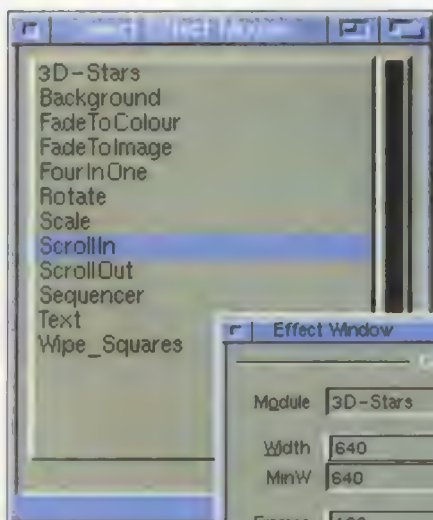 3D-Stars
Background
FadeToColour
FadeToImage
FourInOne
Rotate
Scale
ScrollIn
ScrollOut
Sequencer
Text
Wipe_Squares
Effect Window
Module 3D-Stars
Width 640
MinW 640